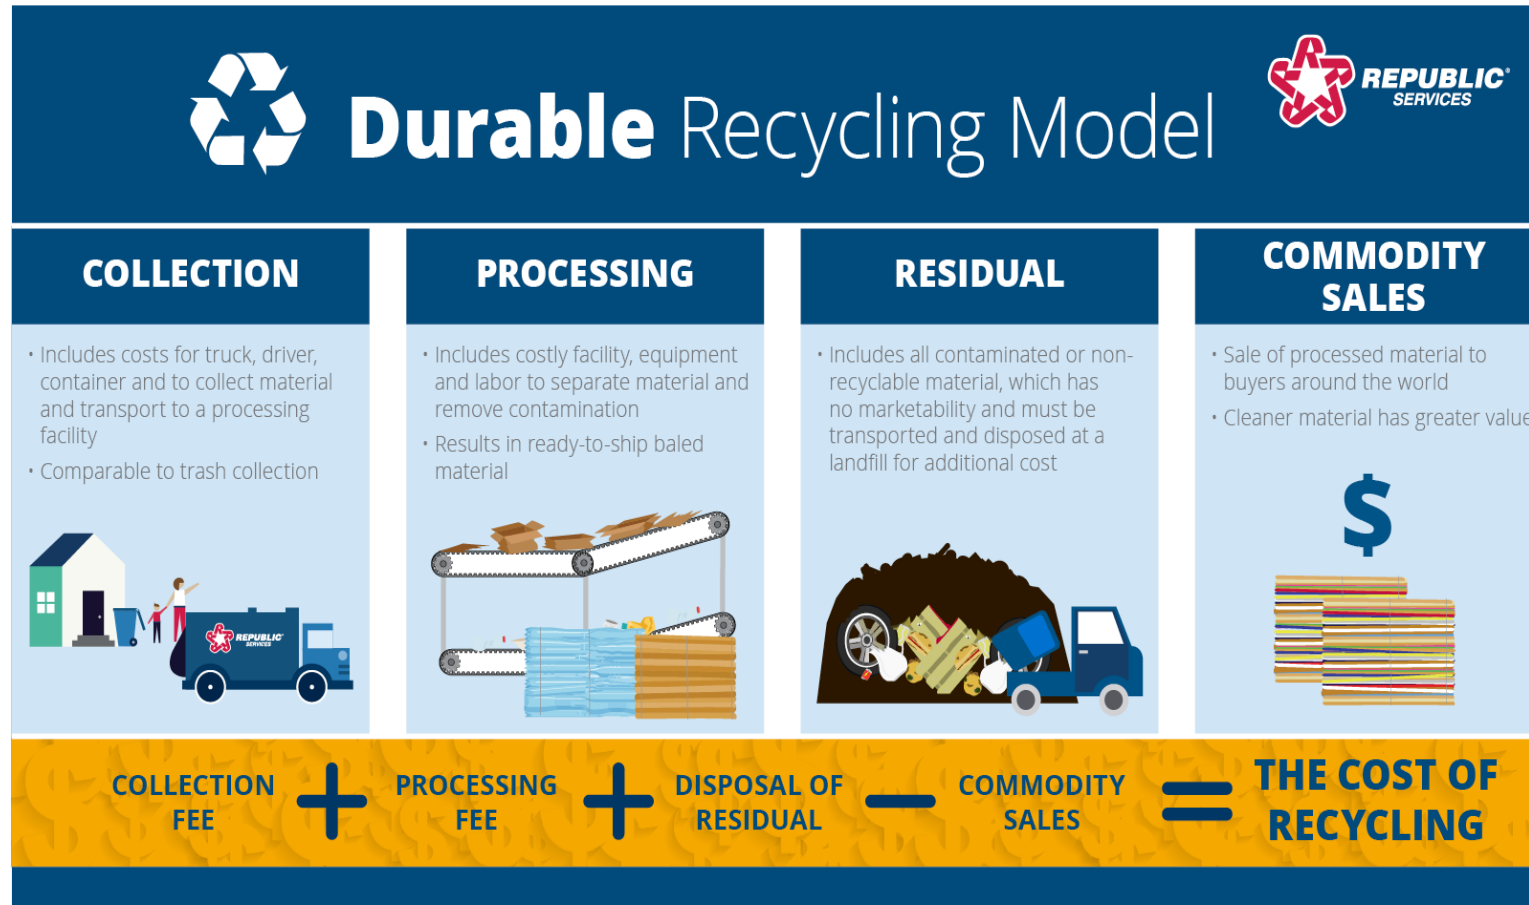 Durable Recycling Model
REPUBLIC®
SERVICES
COLLECTION
• Includes costs for truck, driver,
container and to collect material
and transport to a processing
facility
• Comparable to trash collection
REPUBLIC®
SERVICES
PROCESSING
• Includes costly facility, equipment
and labor to separate material and
remove contamination
• Results in ready-to-ship baled
material
RESIDUAL
• Includes all contaminated or non-
recyclable material, which has
no marketability and must be
transported and disposed at a
landfill for additional cost
COMMODITY
SALES
• Sale of processed material to
buyers around the world
• Cleaner material has greater value
$
COLLECTION
FEE
+
PROCESSING
FEE
+
DISPOSAL OF
RESIDUAL
−
COMMODITY
SALES
=
THE COST OF
RECYCLING